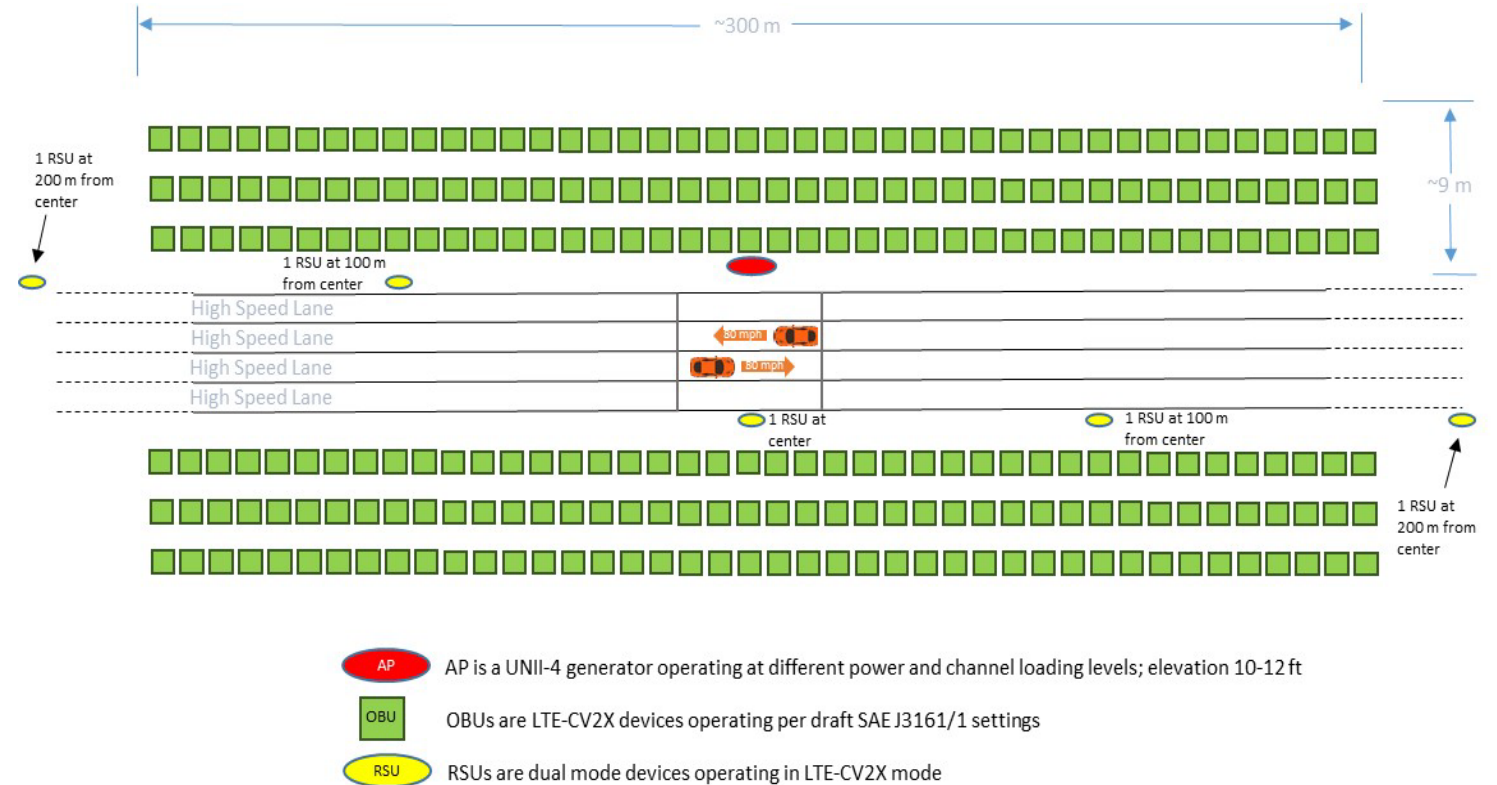 ~300 m
1 RSU at
200 m from
center
~9 m
1 RSU at 100 m
from center
High Speed Lane
High Speed Lane
80 mph
High Speed Lane
80 mph
High Speed Lane
1 RSU at
center
1 RSU at 100 m
from center
1 RSU at
200 m from
center
AP
AP is a UNII-4 generator operating at different power and channel loading levels; elevation 10-12 ft
OBU
OBUs are LTE-CV2X devices operating per draft SAE J3161/1 settings
RSU
RSUs are dual mode devices operating in LTE-CV2X mode